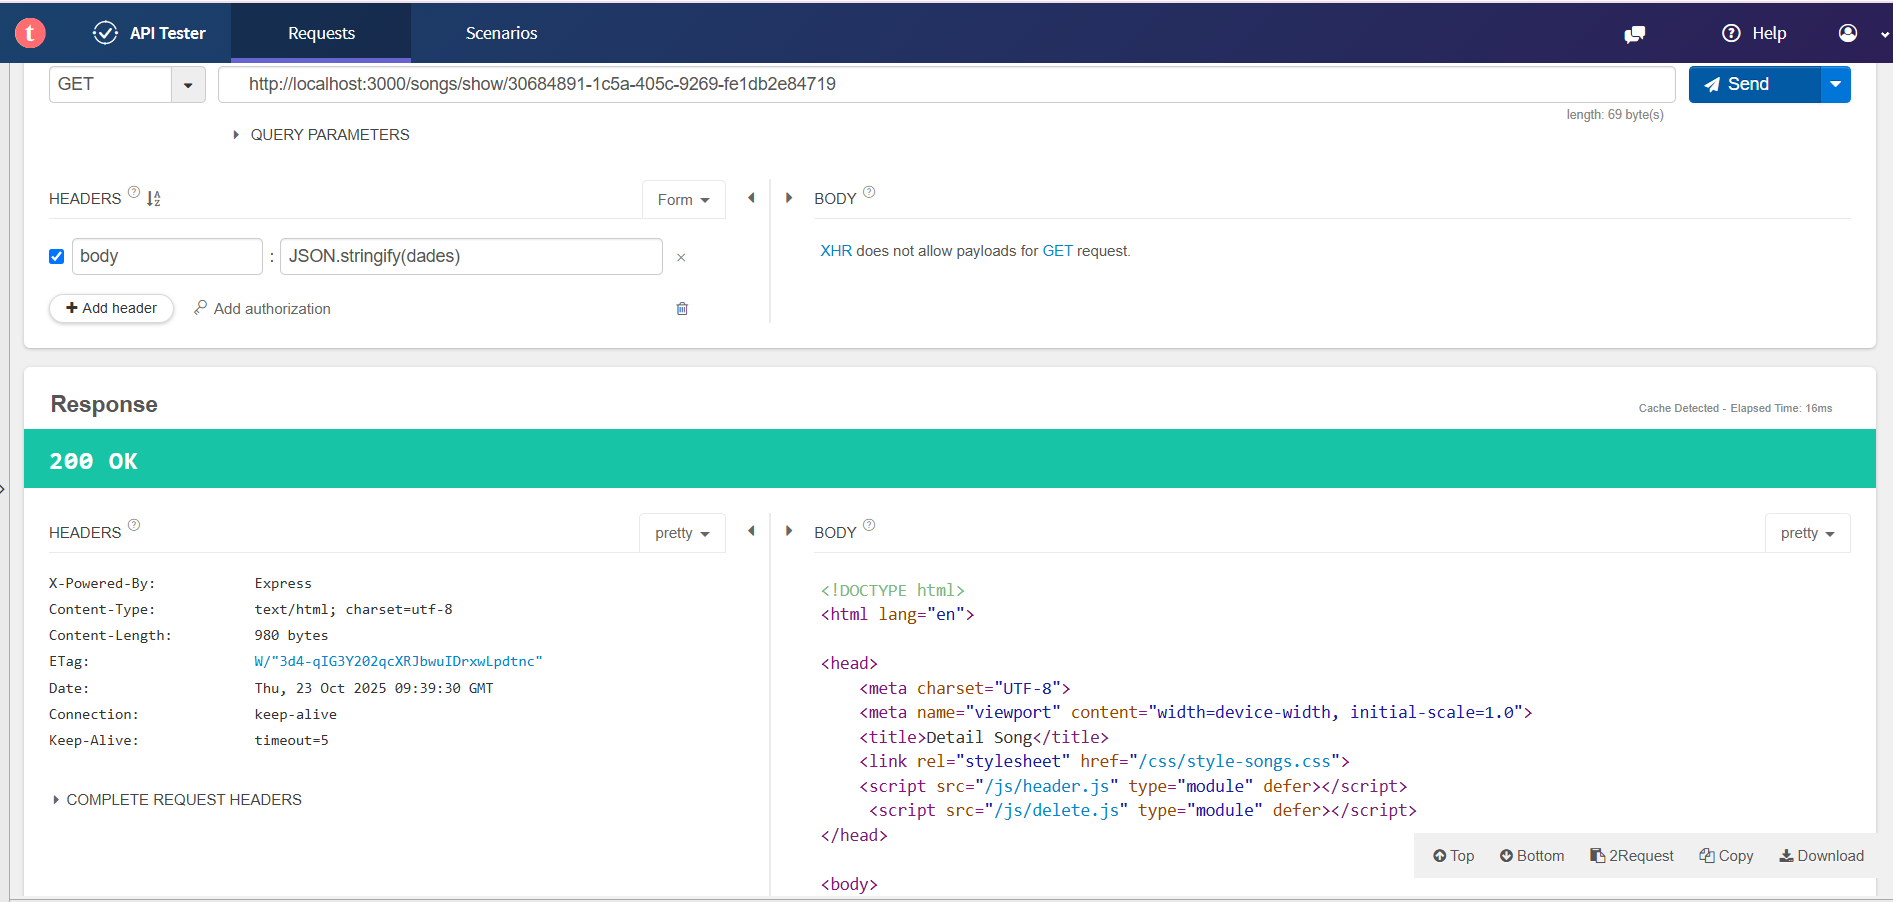 t API Tester Requests Scenarios Help
GET http://localhost:3000/songs/show/30684891-1c5a-405c-9269-fe1db2e84719 Send
length: 69 byte(s)
QUERY PARAMETERS
HEADERS ? Form
BODY ?
body : JSON.stringify(dades) ×
XHR does not allow payloads for GET request.
+ Add header Add authorization
Response
Cache Detected - Elapsed Time: 16ms
200 OK
HEADERS ? pretty
BODY ? pretty
X-Powered-By: Express
Content-Type: text/html; charset=utf-8
Content-Length: 980 bytes
ETag: W/"3d4-qIG3Y202qcXRJbwuIDrxwLpdtnc"
Date: Thu, 23 Oct 2025 09:39:30 GMT
Connection: keep-alive
Keep-Alive: timeout=5
COMPLETE REQUEST HEADERS
<!DOCTYPE html>
<html lang="en">
<head>
<meta charset="UTF-8">
<meta name="viewport" content="width=device-width, initial-scale=1.0">
<title>Detail Song</title>
<link rel="stylesheet" href="/css/style-songs.css">
<script src="/js/header.js" type="module" defer></script>
<script src="/js/delete.js" type="module" defer></script>
</head>
<body>
Top Bottom 2Request Copy Download